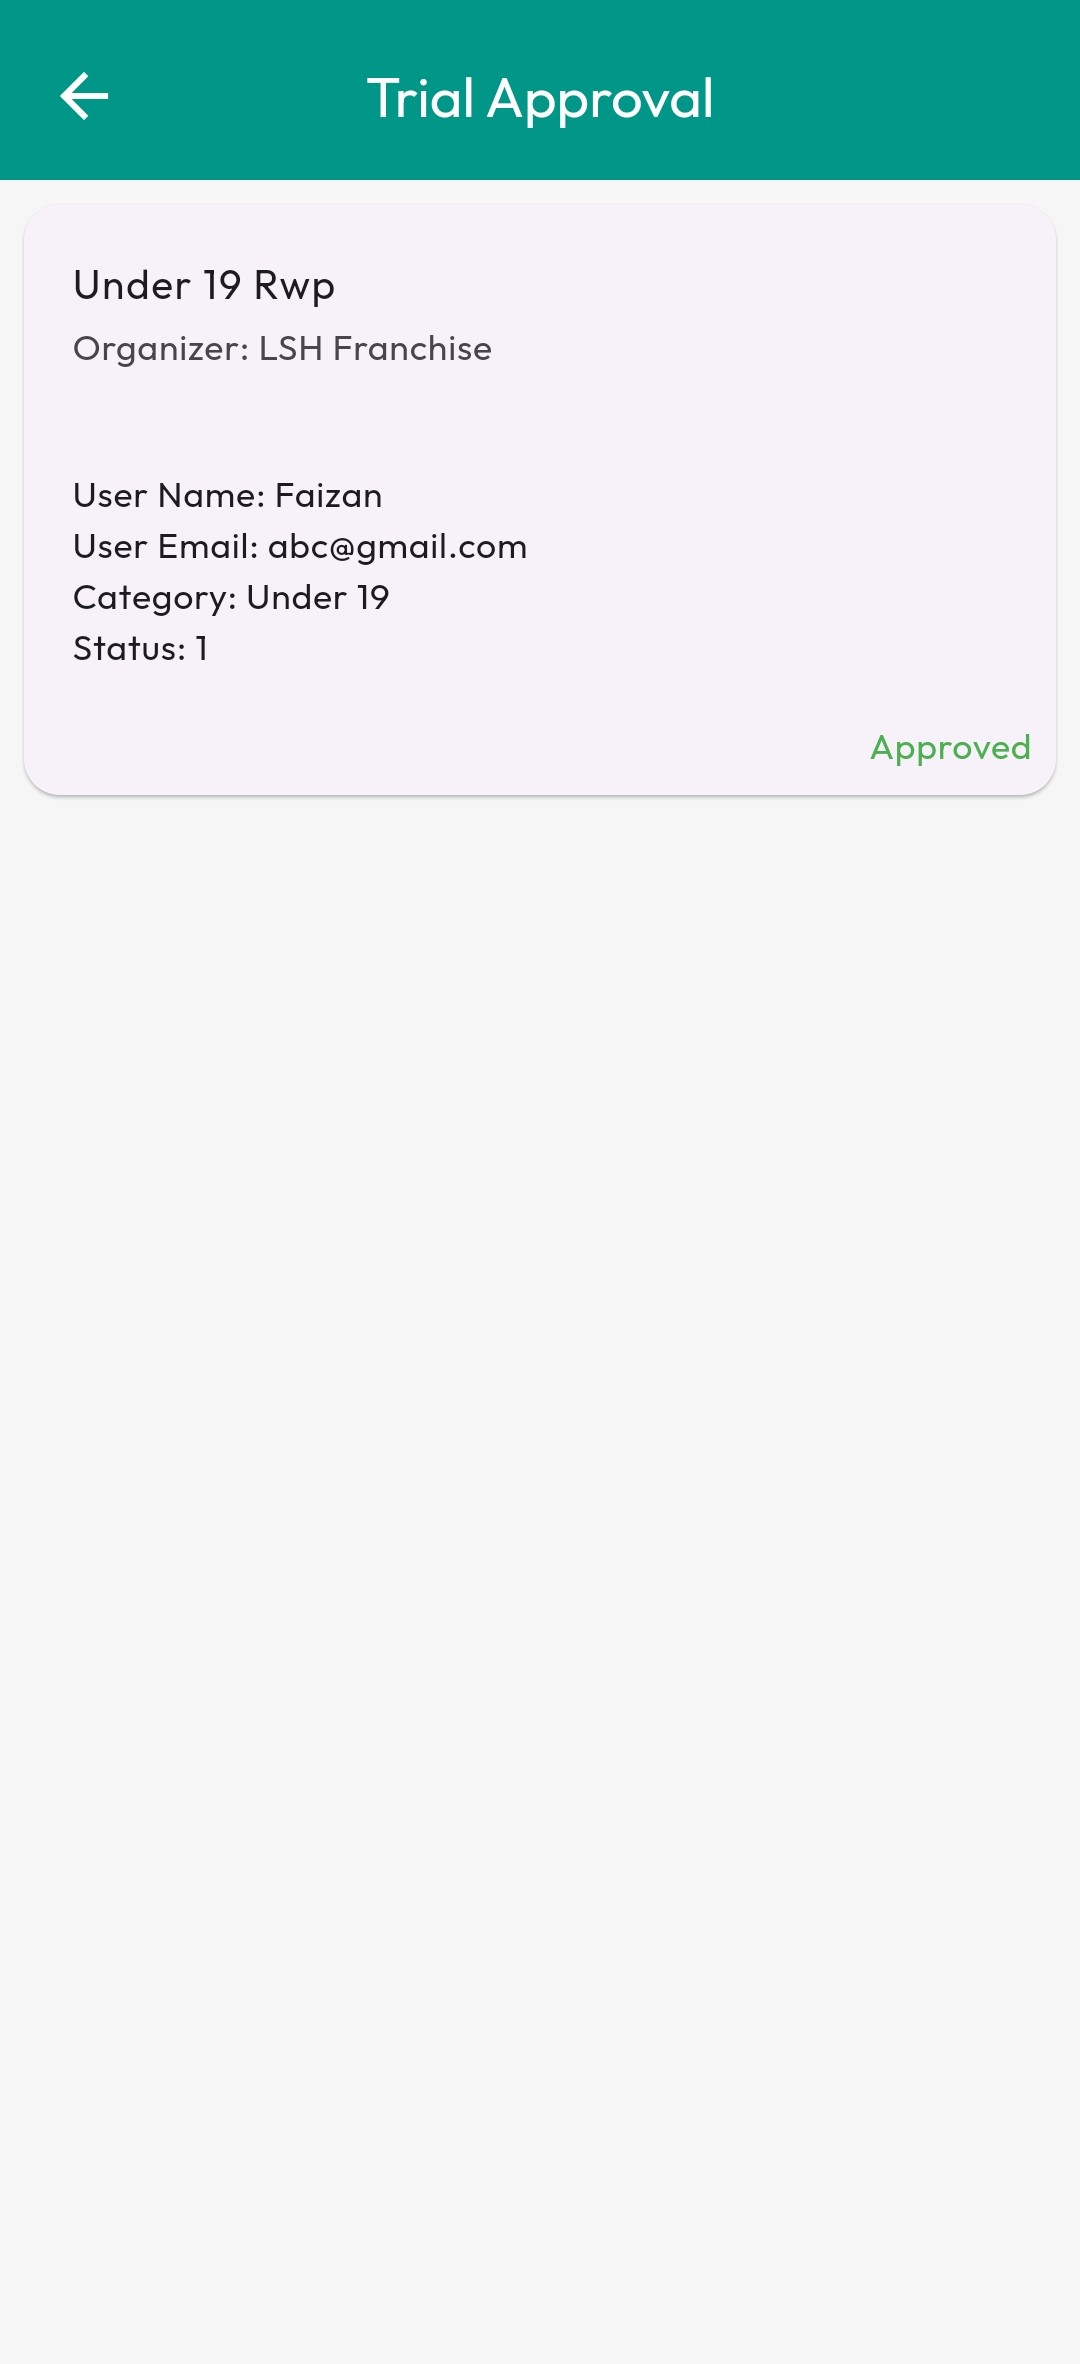 Trial Approval
Under 19 Rwp
Organizer: LSH Franchise
User Name: Faizan
User Email: abc@gmail.com
Category: Under 19
Status: 1
Approved